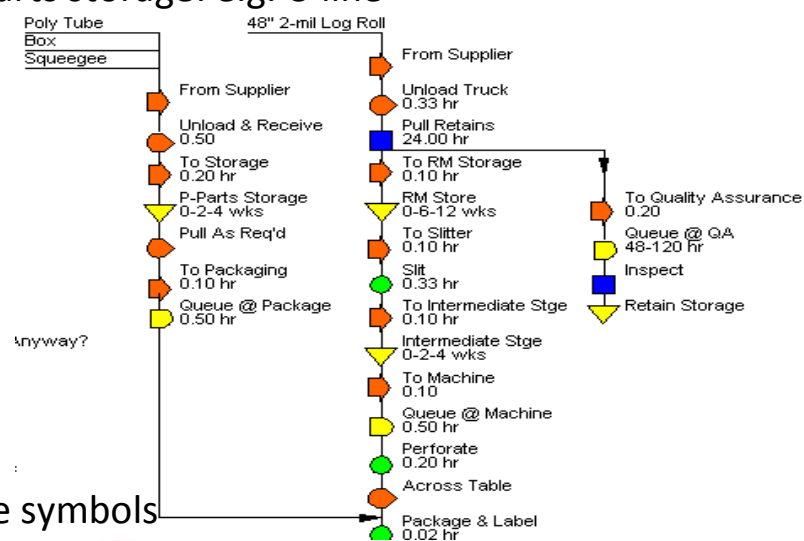 arts storage. e.g. U-line
Poly Tube
Box
Squeegee
From Supplier
Unload & Receive
0.50
To Storage
0.20 hr
P-Parts Storage
0-2-4 wks
Pull As Req'd
To Packaging
0.10 hr
Queue @ Package
0.50 hr
48" 2-mil Log Roll
From Supplier
Unload Truck
0.33 hr
Pull Retains
24.00 hr
To RM Storage
0.10 hr
RM Store
0-6-12 wks
To Slitter
0.10 hr
Slit
0.33 hr
To Intermediate Stge
0.10 hr
Intermediate Stge
0-2-4 wks
To Machine
0.10
Queue @ Machine
0.50 hr
Perforate
0.20 hr
Across Table
Package & Label
0.02 hr
To Quality Assurance
0.20
Queue @ QA
48-120 hr
Inspect
Retain Storage
Anyway?
:
e symbols